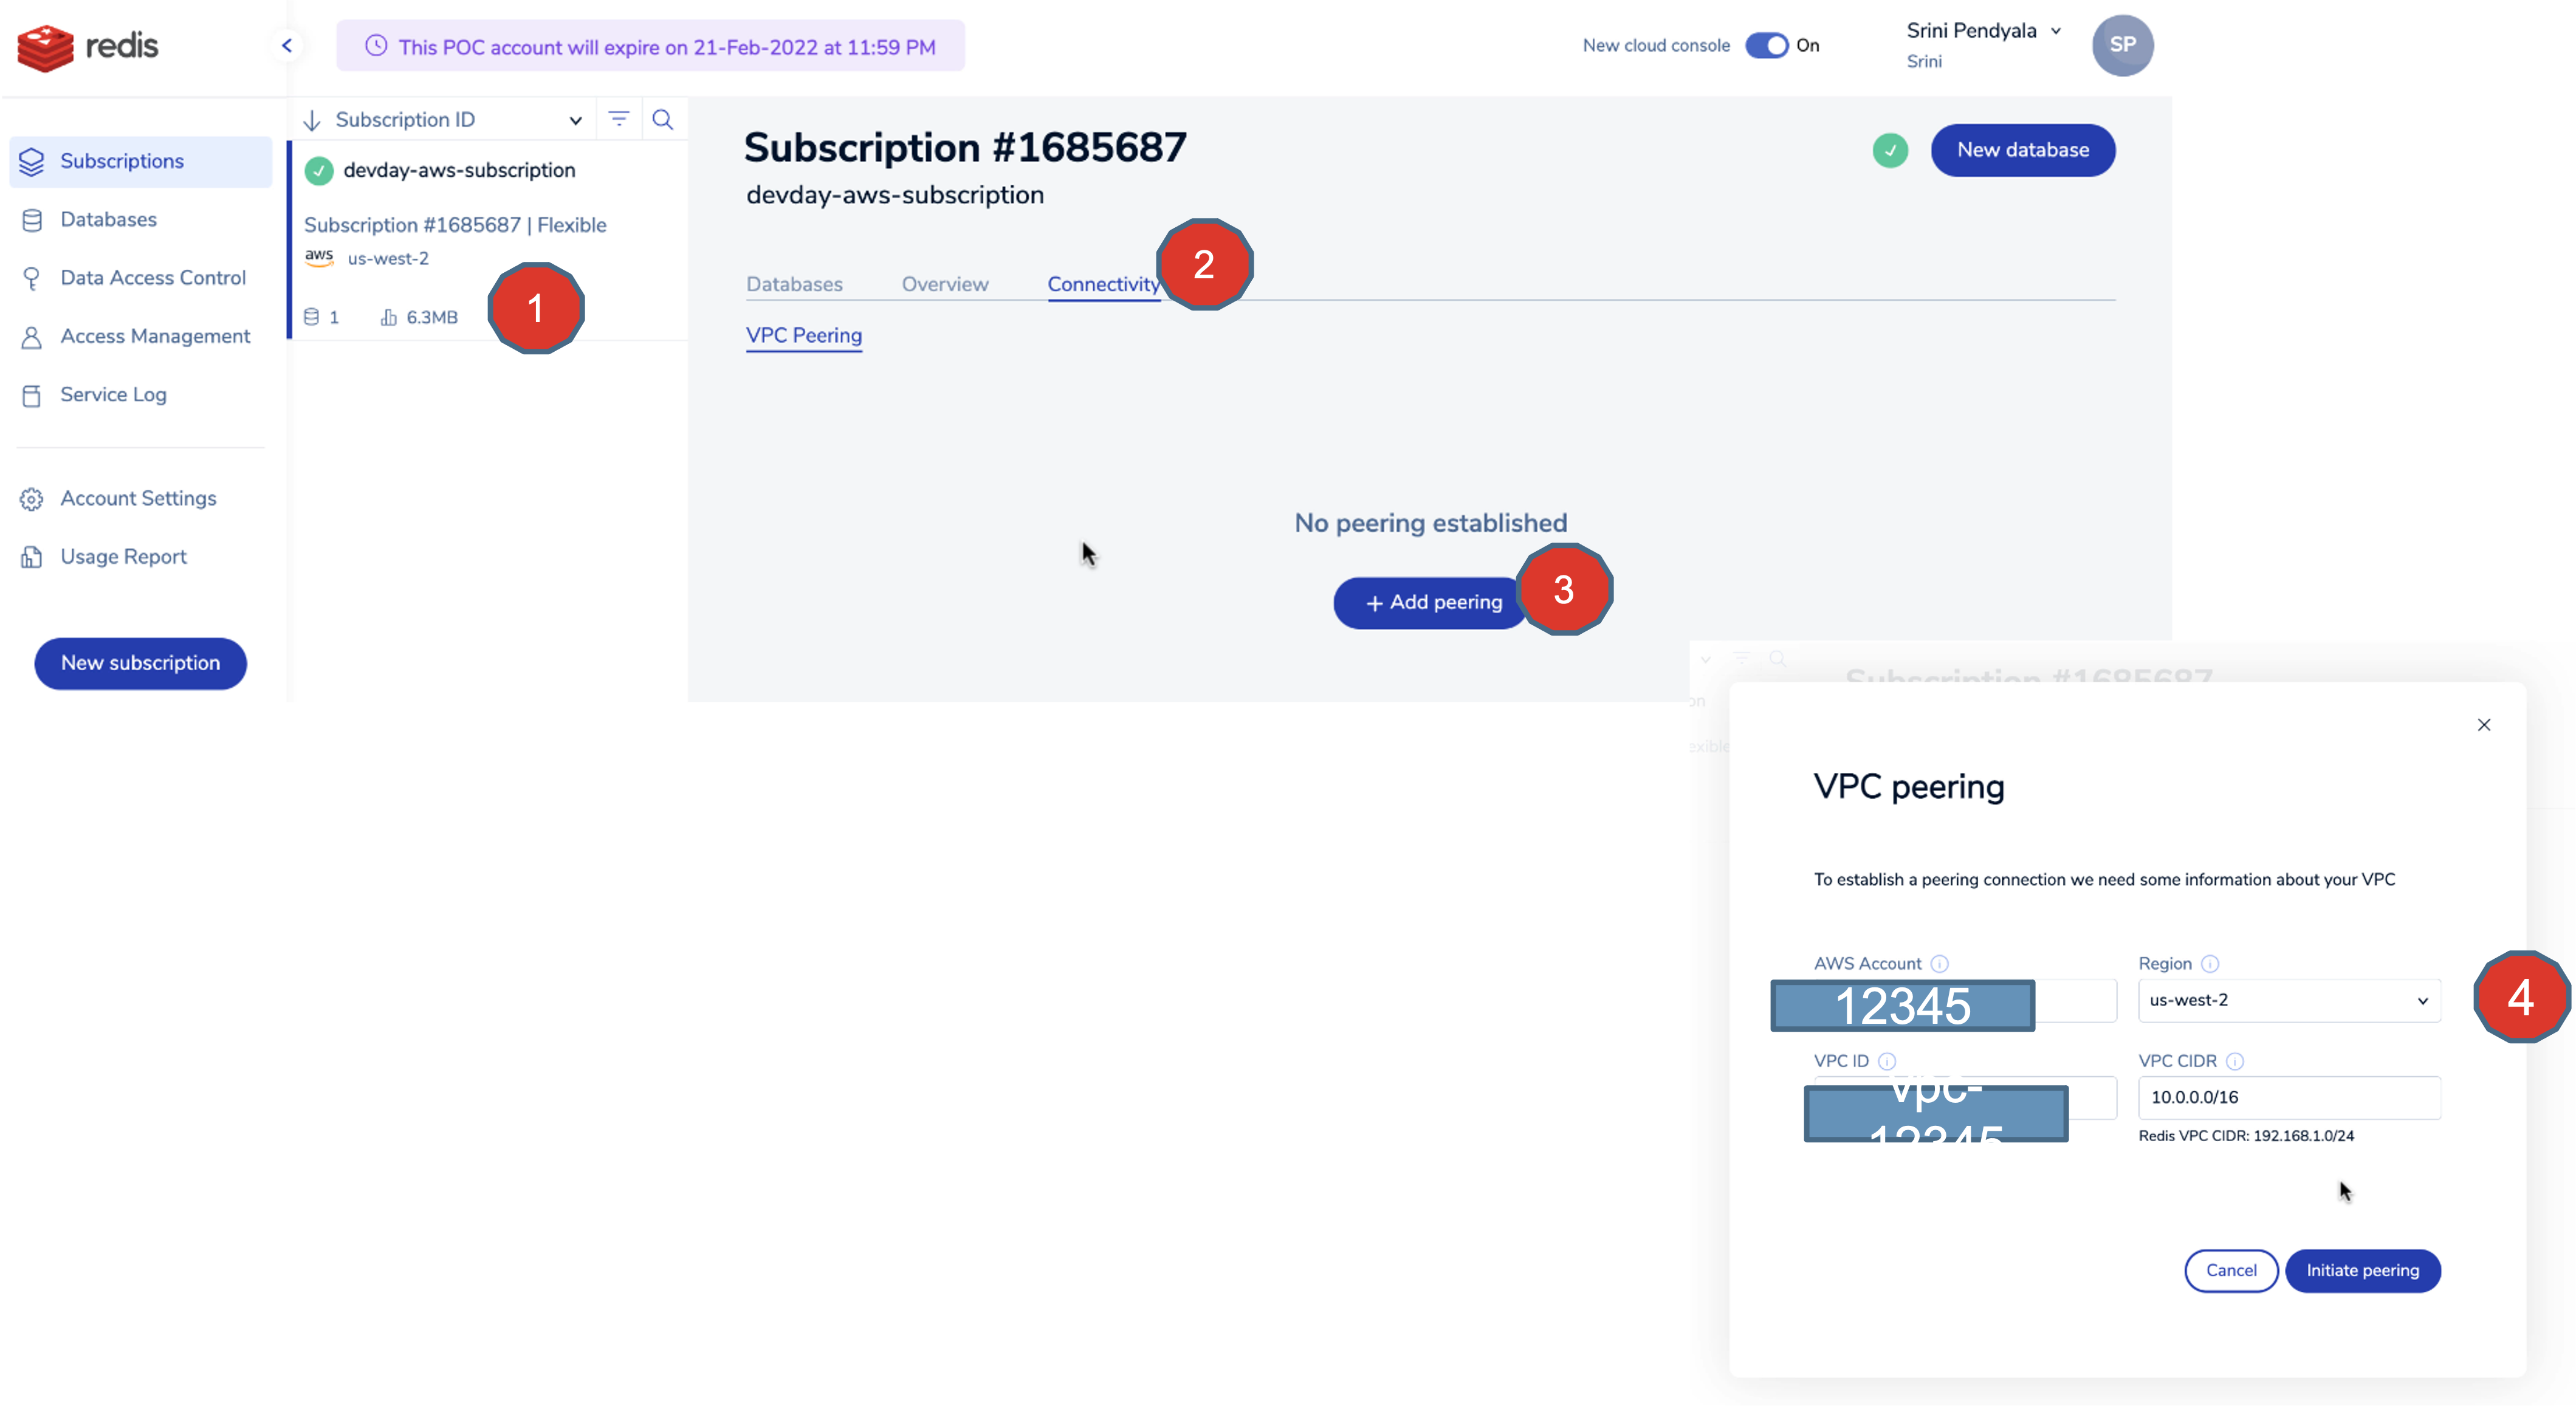 redis
This POC account will expire on 21-Feb-2022 at 11:59 PM
New cloud console On
Srini Pendyala
Srini
SP
Subscriptions
Databases
Data Access Control
Access Management
Service Log
Account Settings
Usage Report
New subscription
Subscription ID
devday-aws-subscription
Subscription #1685687 | Flexible
aws us-west-2
1 6.3MB
1
Subscription #1685687
devday-aws-subscription
New database
Databases Overview Connectivity
2
VPC Peering
No peering established
+ Add peering
3
Subscription #1685687
on
exible
VPC peering
To establish a peering connection we need some information about your VPC
AWS Account Region
12345 us-west-2
4
VPC ID VPC CIDR
vpc- 10.0.0.0/16
12345
Redis VPC CIDR: 192.168.1.0/24
Cancel Initiate peering